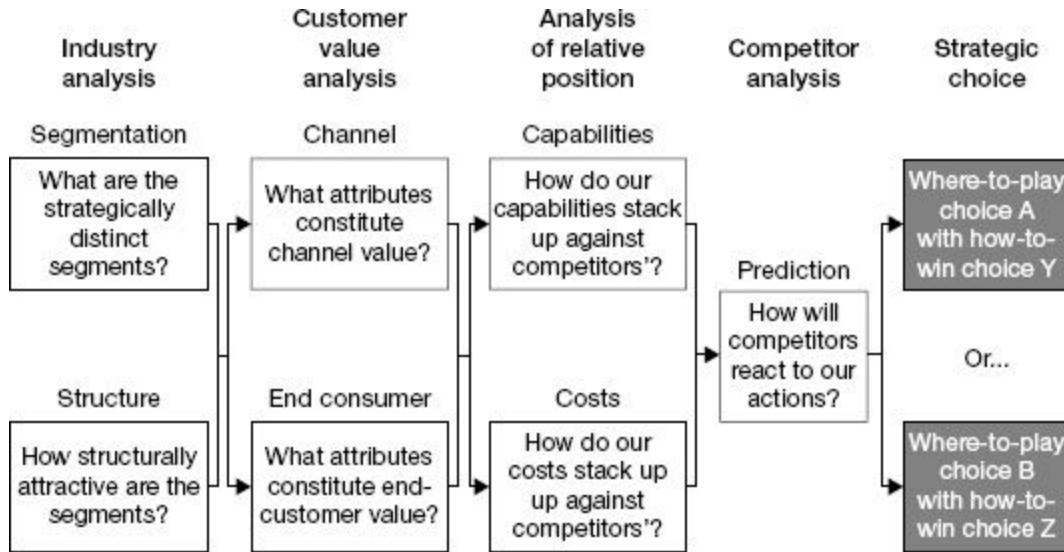 Industry
analysis
Customer
value
analysis
Analysis
of relative
position
Competitor
analysis
Strategic
choice
Segmentation
What are the
strategically
distinct
segments?
Structure
How structurally
attractive are the
segments?
Channel
What attributes
constitute
channel value?
End consumer
What attributes
constitute end-
customer value?
Capabilities
How do our
capabilities stack
up against
competitors’?
Costs
How do our
costs stack up
up against
competitors’?
Prediction
How will
competitors
react to our
actions?
Where-to-play
choice A
with how-to-
win choice Y
Or...
Where-to-play
choice B
with how-to-
win choice Z